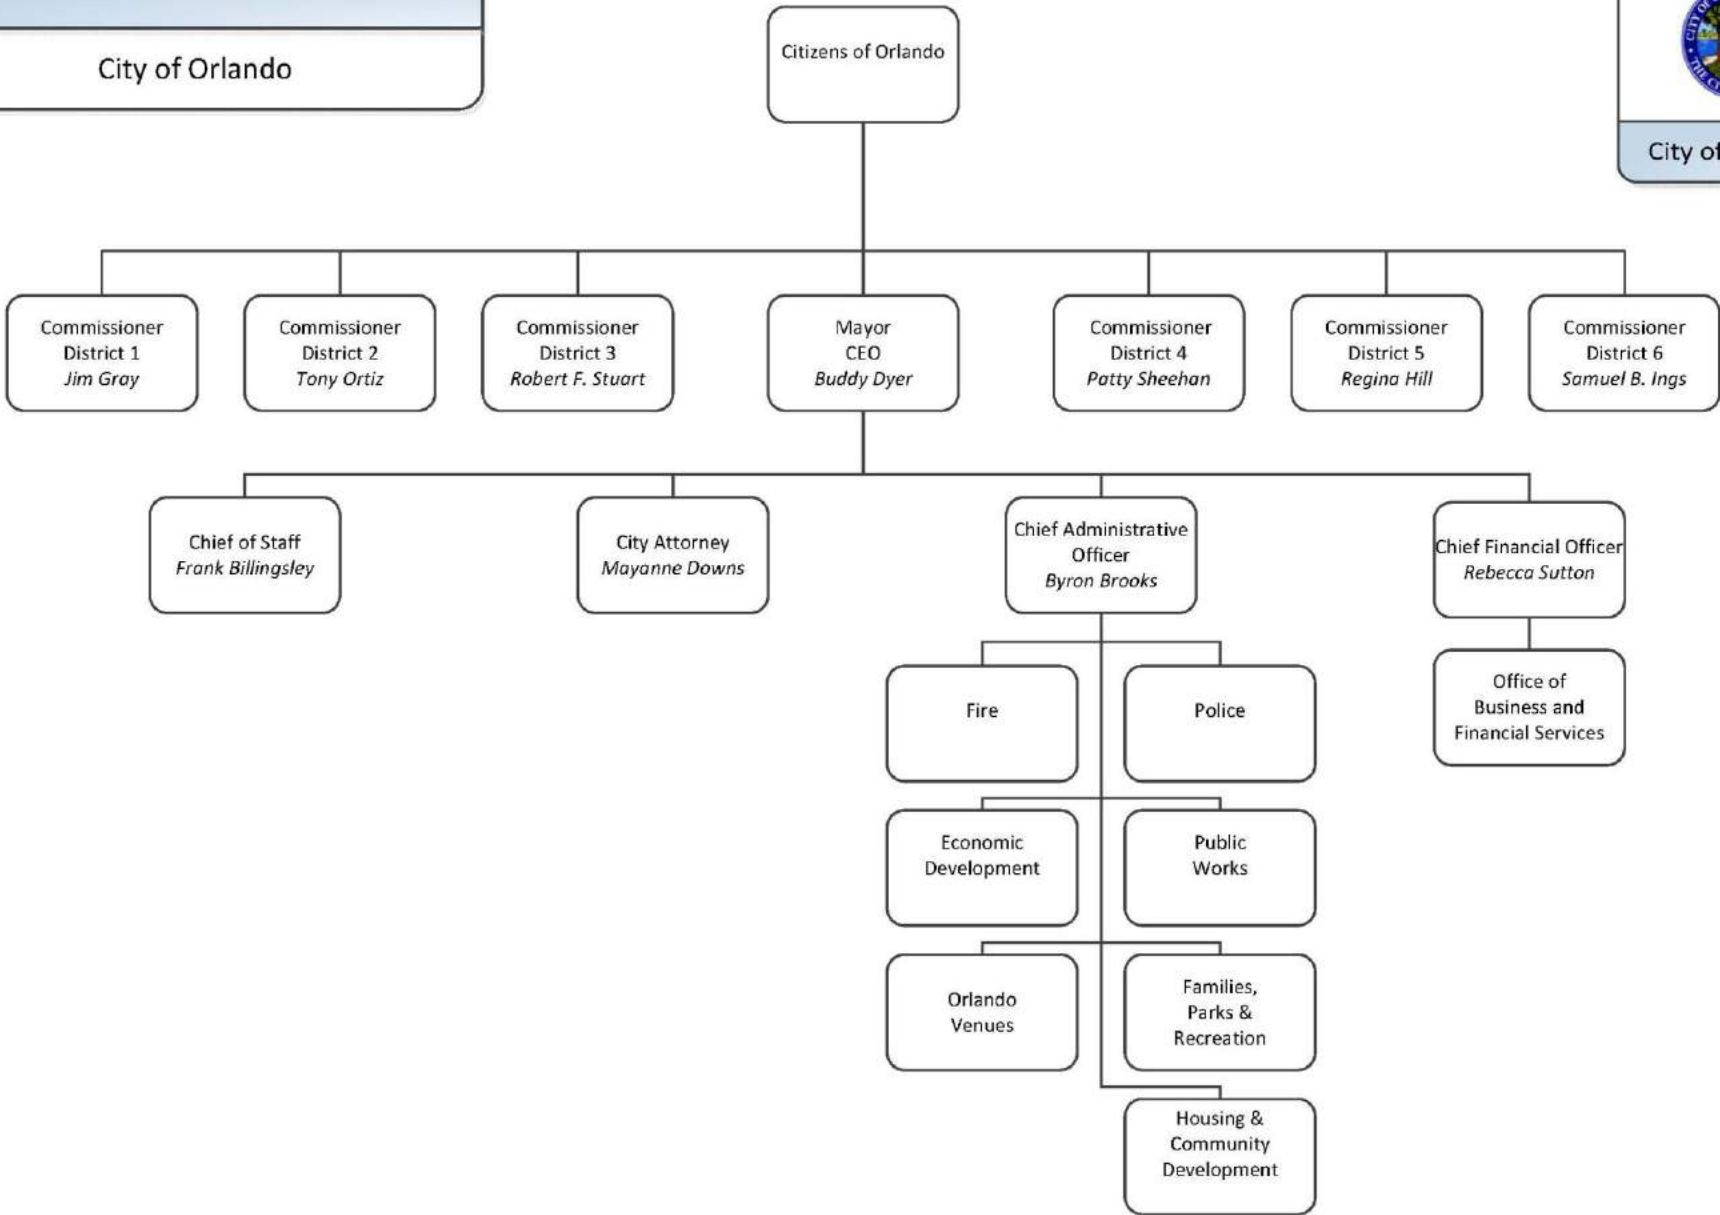 City of Orlando
Citizens of Orlando
CITY OF
THE
City of
Commissioner
District 1
Jim Gray
Commissioner
District 2
Tony Ortiz
Commissioner
District 3
Robert F. Stuart
Mayor
CEO
Buddy Dyer
Commissioner
District 4
Patty Sheehan
Commissioner
District 5
Regina Hill
Commissioner
District 6
Samuel B. Ings
Chief of Staff
Frank Billingsley
City Attorney
Mayanne Downs
Chief Administrative
Officer
Byron Brooks
Chief Financial Officer
Rebecca Sutton
Fire
Police
Office of
Business and
Financial Services
Economic
Development
Public
Works
Orlando
Venues
Families,
Parks &
Recreation
Housing &
Community
Development